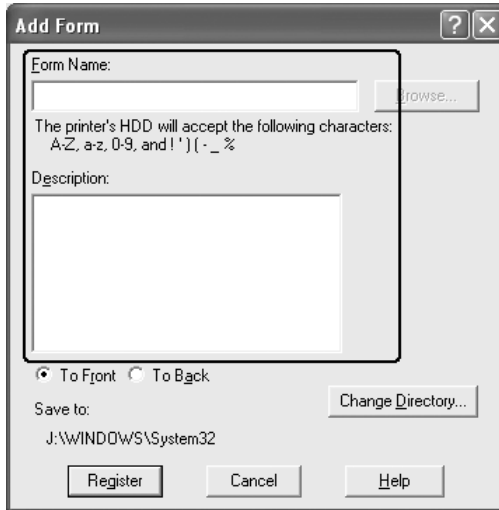 Add Form
Form Name:
Browse...
The printer's HDD will accept the following characters:
A-Z, a-z, 0-9, and ! ' ) ( - _ %
Description:
To Front To Back
Change Directory...
Save to:
J:\WINDOWS\System32
Register Cancel Help